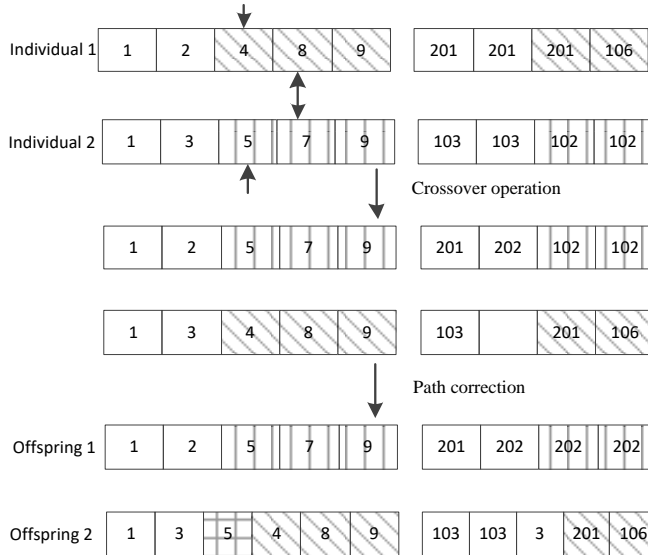 Individual 1 1 2 4 8 9 201 201 201 106
Individual 2 1 3 5 7 9 103 103 102 102
Crossover operation
1 2 5 7 9 201 202 102 102
1 3 4 8 9 103 201 106
Path correction
Offspring 1 1 2 5 7 9 201 202 202 202
Offspring 2 1 3 5 4 8 9 103 103 3 201 106